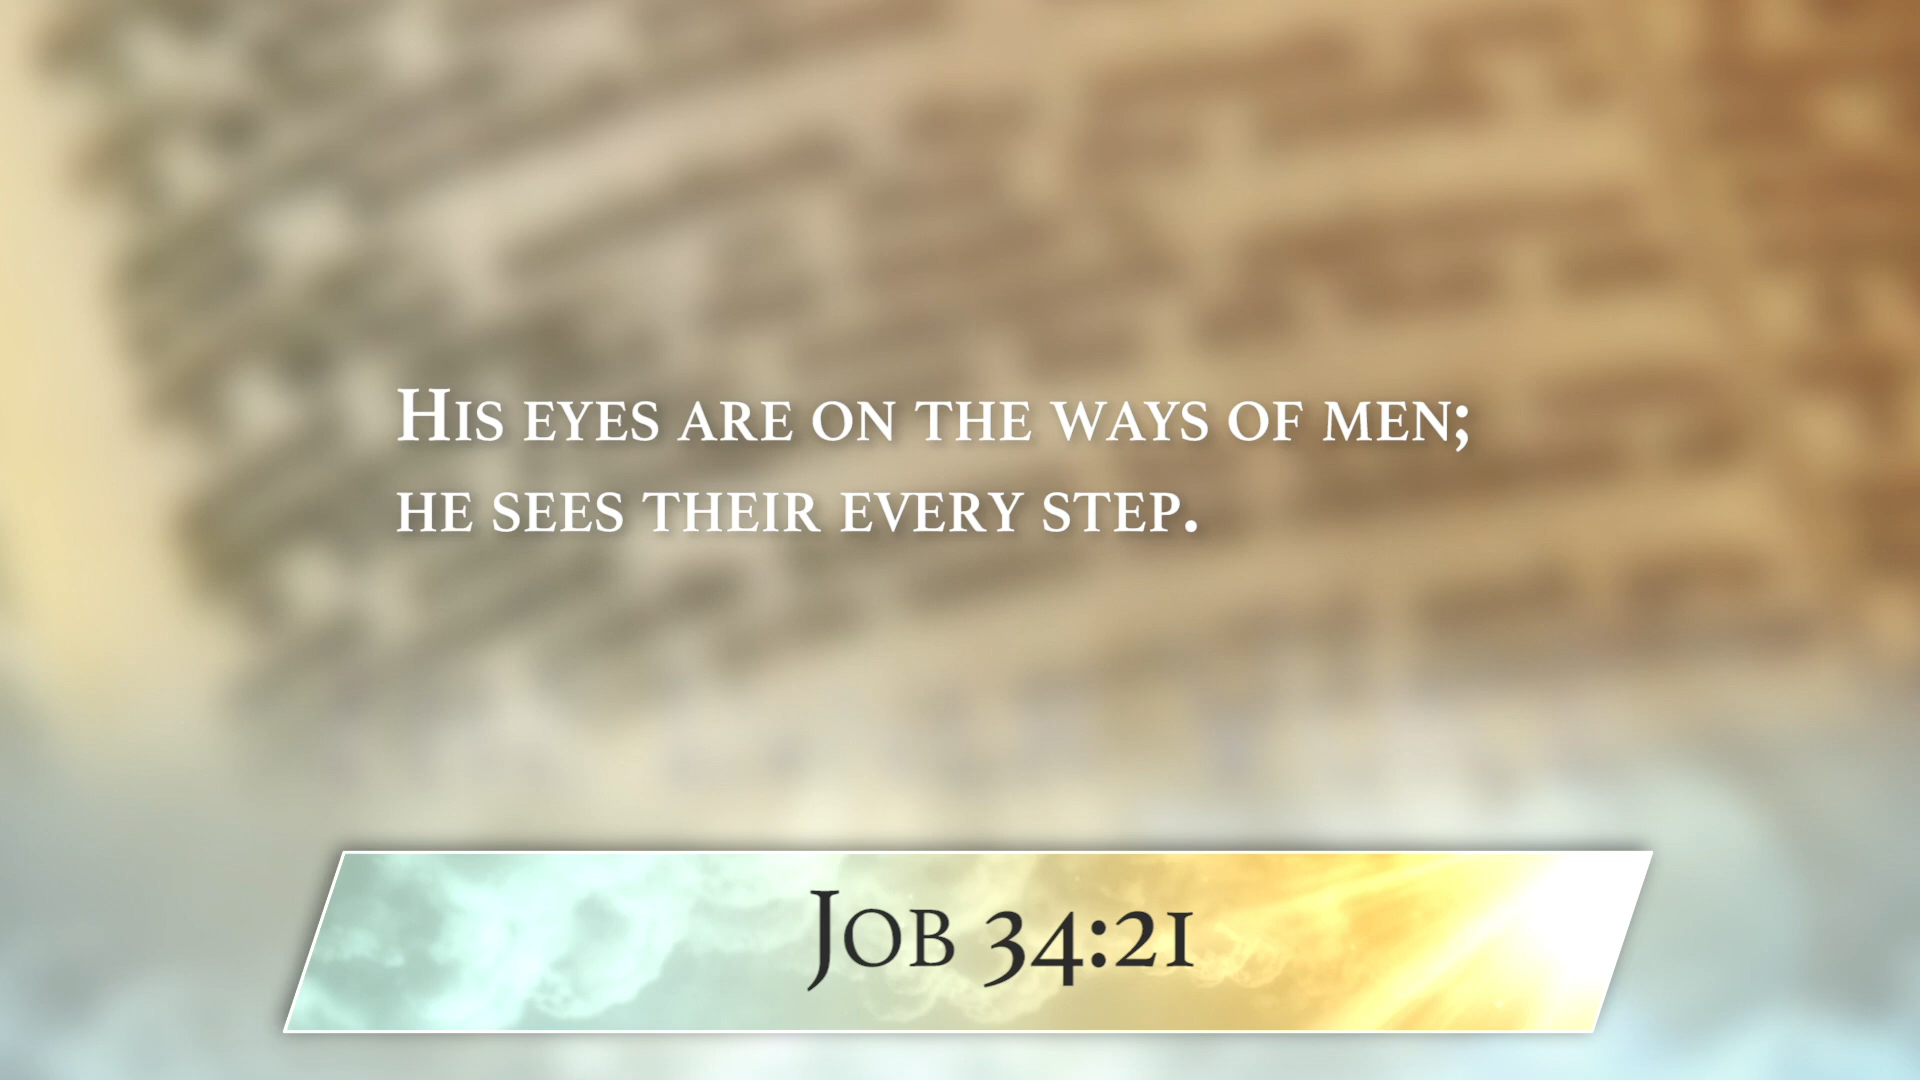 His eyes are on the ways of men;
he sees their every step.
Job 34:21